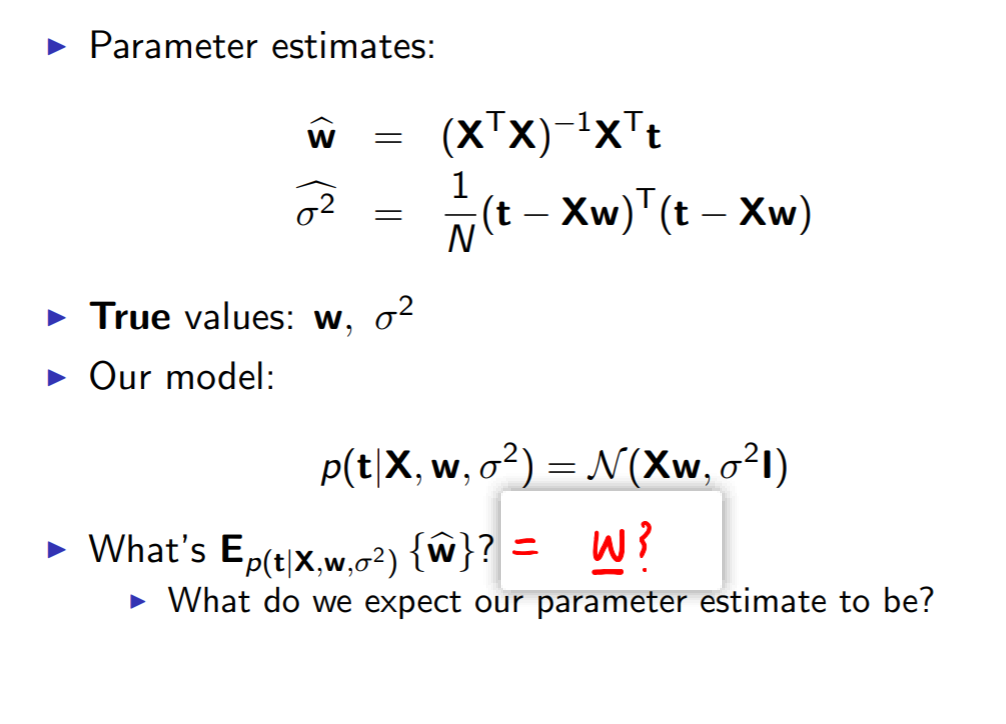 ▶ Parameter estimates:
ŵ = (XᵀX)⁻¹Xᵀt
σ̂² = 1/N (t − Xw)ᵀ(t − Xw)
▶ True values: w, σ²
▶ Our model:
p(t|X, w, σ²) = 𝒩(Xw, σ²I)
▶ What's E_{p(t|X,w,σ²)} {ŵ}? = w?
▶ What do we expect our parameter estimate to be?